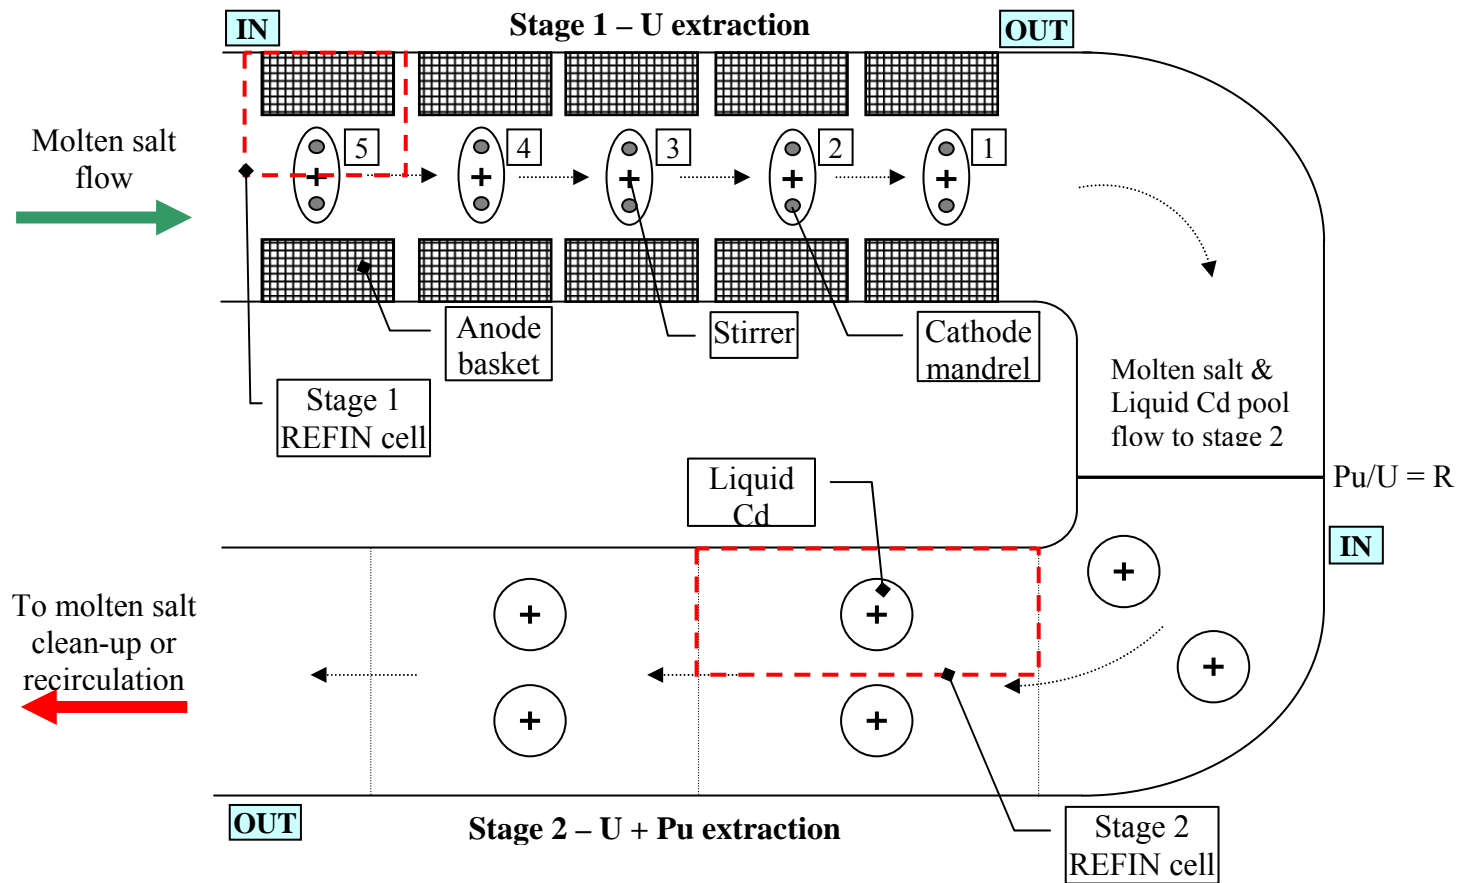 IN
Stage 1 – U extraction
OUT
Molten salt
flow
5
4
3
2
1
Anode
basket
Stirrer
Cathode
mandrel
Stage 1
REFIN cell
Molten salt &
Liquid Cd pool
flow to stage 2
Pu/U = R
Liquid
Cd
IN
To molten salt
clean-up or
recirculation
OUT
Stage 2 – U + Pu extraction
Stage 2
REFIN cell